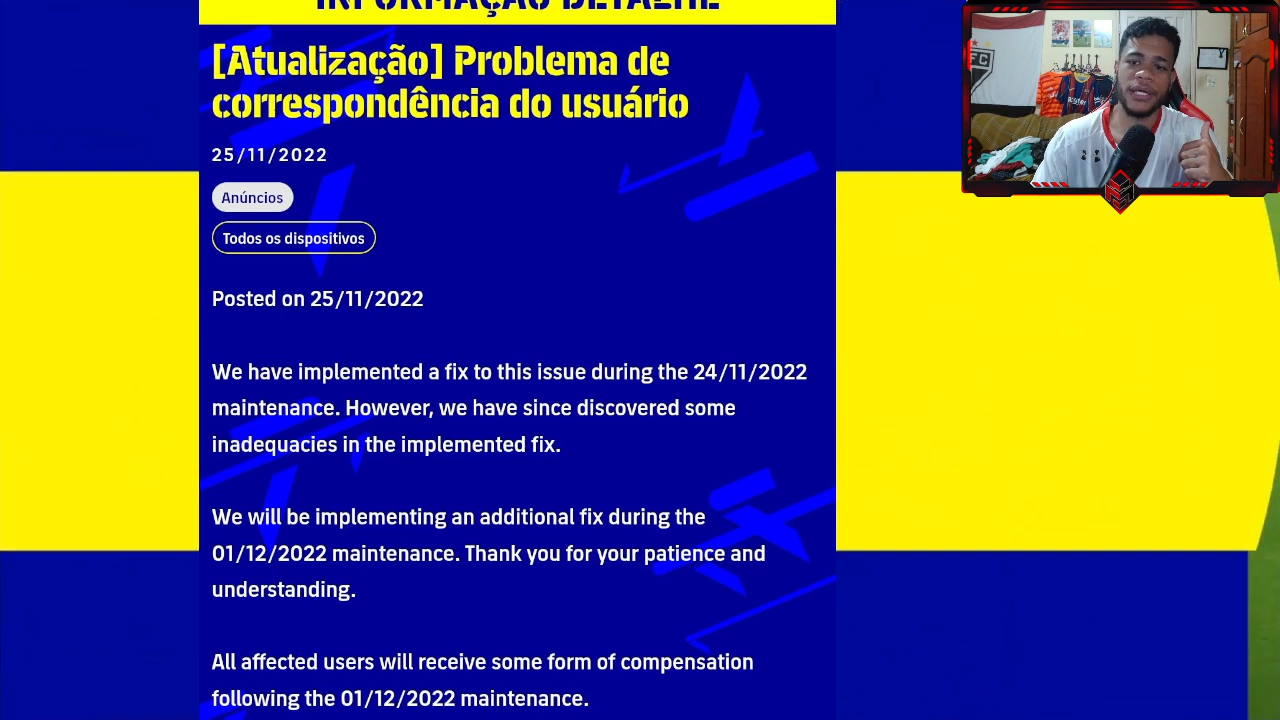 INFORMAÇÃO DETALHE
[Atualização] Problema de
correspondência do usuário
25/11/2022
Anúncios
Todos os dispositivos
Posted on 25/11/2022
We have implemented a fix to this issue during the 24/11/2022
maintenance. However, we have since discovered some
inadequacies in the implemented fix.
We will be implementing an additional fix during the
01/12/2022 maintenance. Thank you for your patience and
understanding.
All affected users will receive some form of compensation
following the 01/12/2022 maintenance.
FC